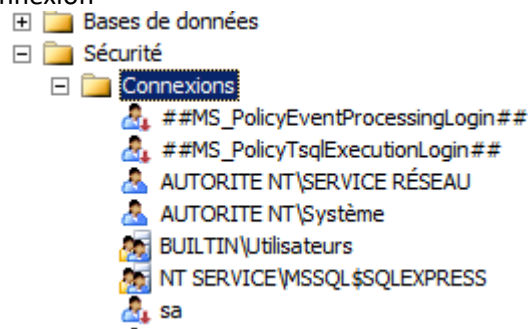 nnexion
Bases de données
Sécurité
Connexions
##MS_PolicyEventProcessingLogin##
##MS_PolicyTsqlExecutionLogin##
AUTORITE NT\SERVICE RÉSEAU
AUTORITE NT\Système
BUILTIN\Utilisateurs
NT SERVICE\MSSQL$SQLEXPRESS
sa